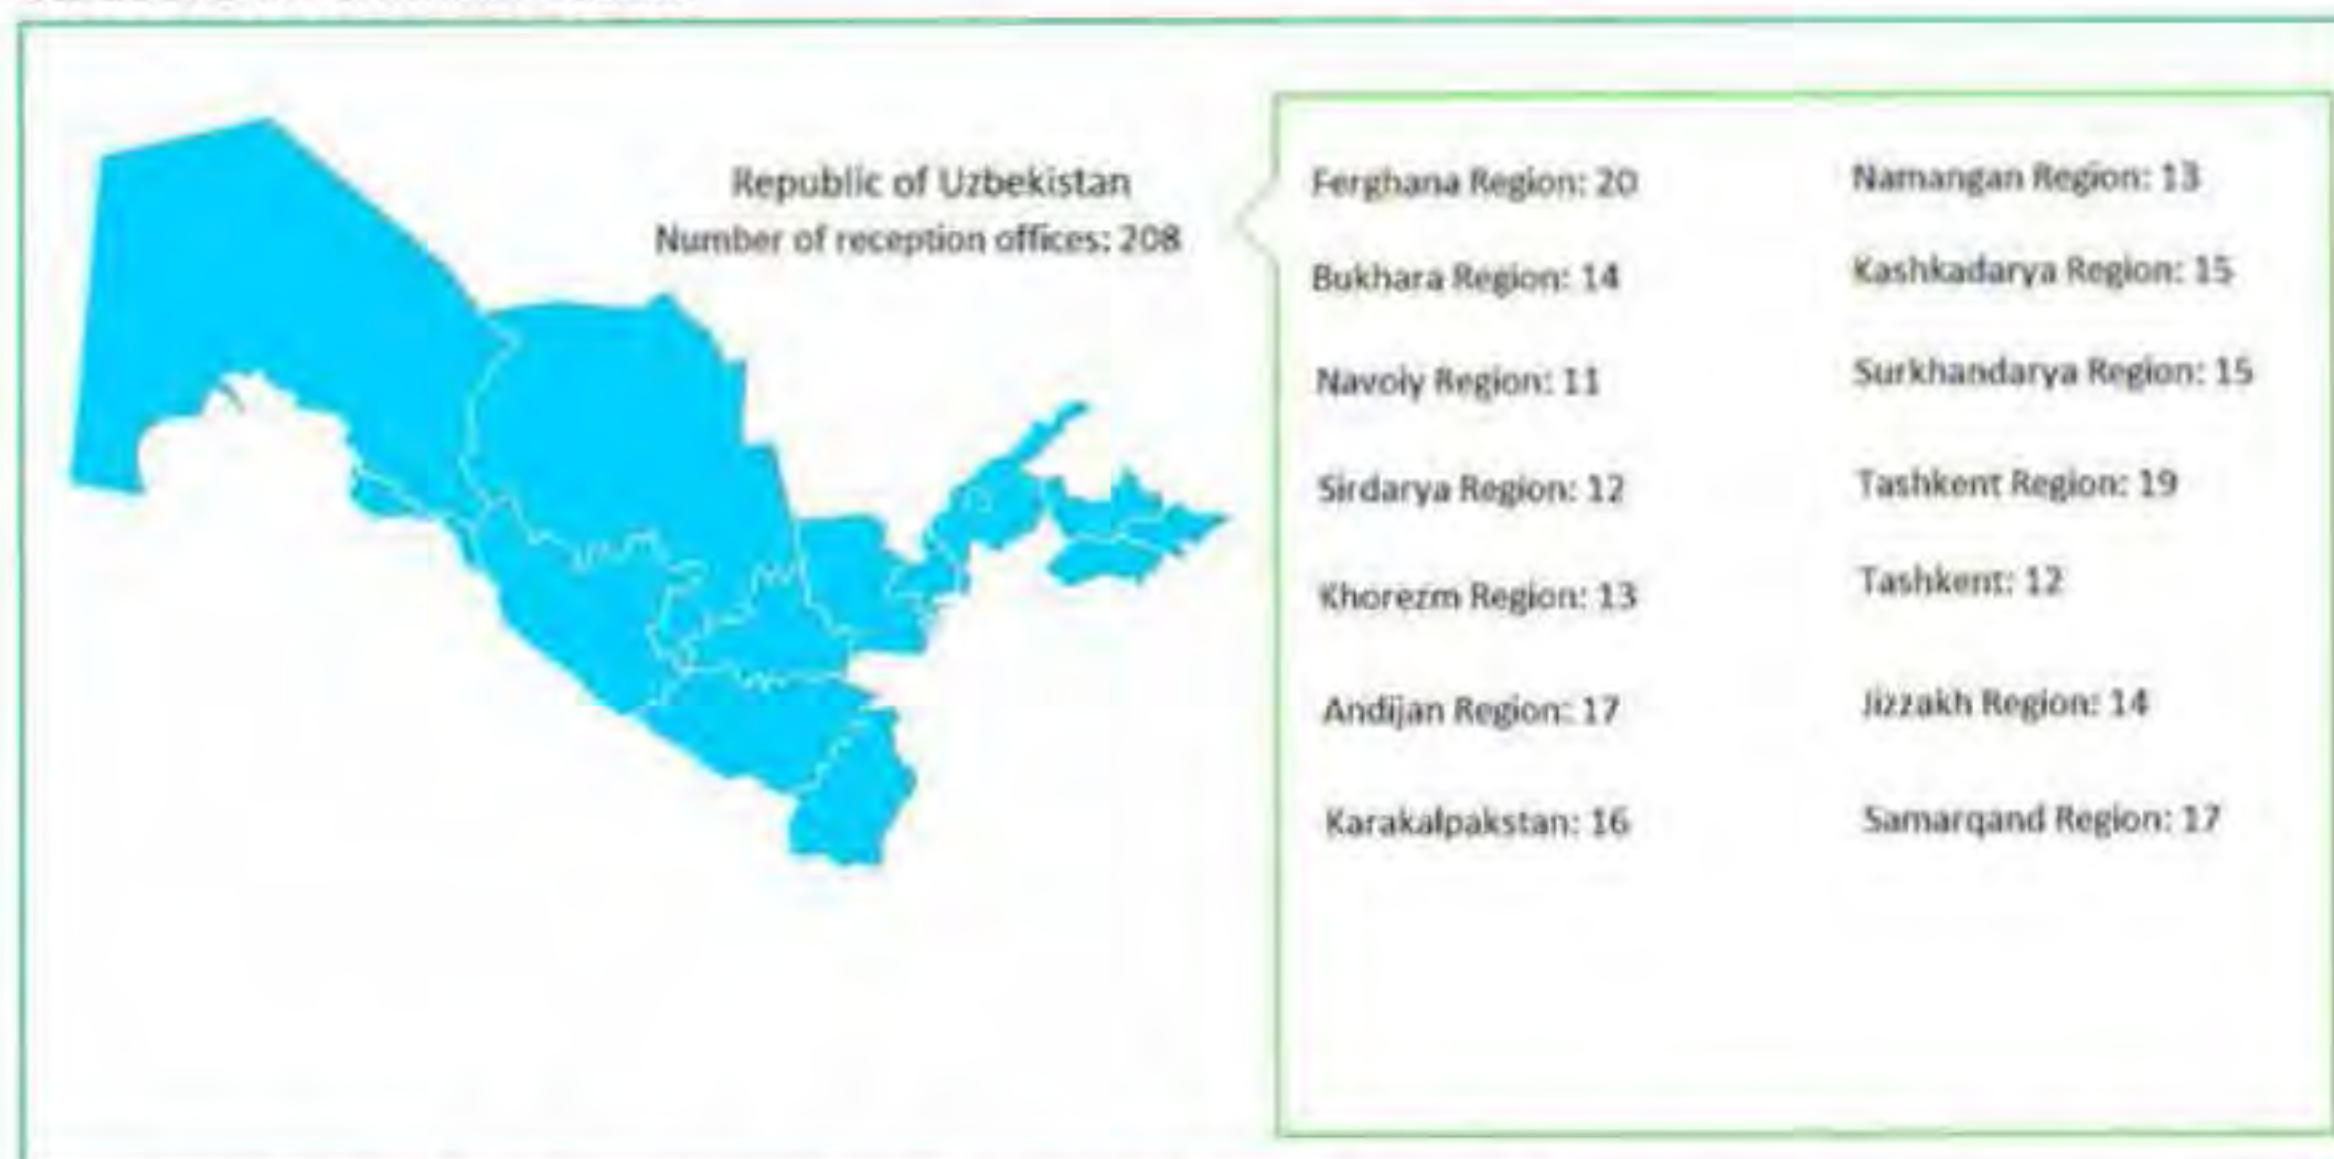 Republic of Uzbekistan
Number of reception offices: 208
Ferghana Region: 20
Bukhara Region: 14
Navoiy Region: 11
Sirdarya Region: 12
Khorezm Region: 13
Andijan Region: 17
Karakalpakstan: 16
Namangan Region: 13
Kashkadarya Region: 15
Surkhandarya Region: 15
Tashkent Region: 19
Tashkent: 12
Jizzakh Region: 14
Samarqand Region: 17